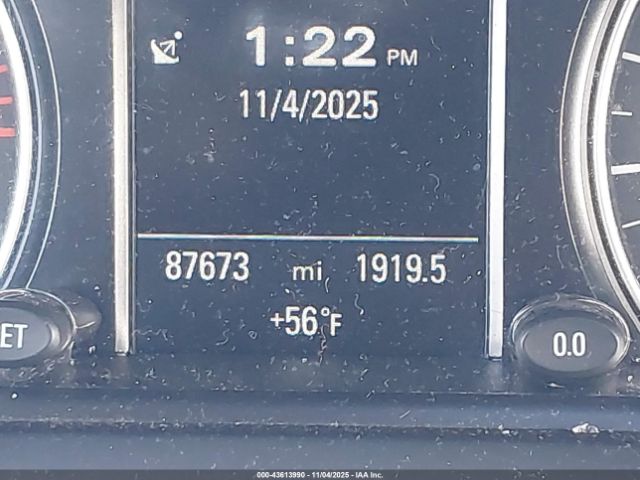 1:22 PM
11/4/2025
87673 mi 1919.5
+56°F
ET
0.0
000-43613990 - 11/04/2025 - IAA Inc.